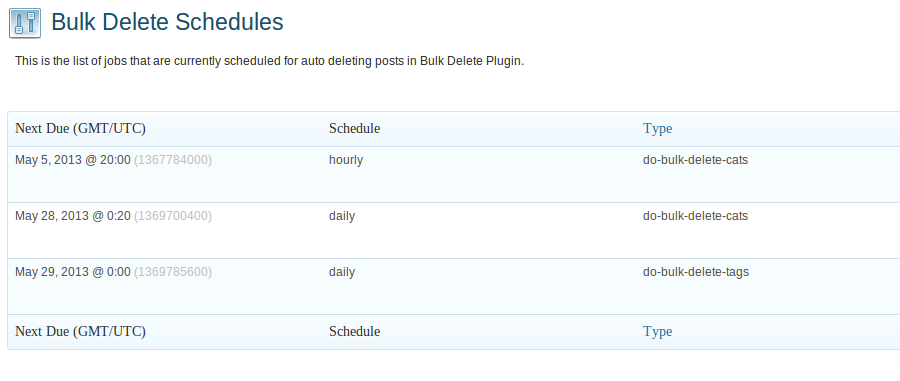 Bulk Delete Schedules
This is the list of jobs that are currently scheduled for auto deleting posts in Bulk Delete Plugin.
Next Due (GMT/UTC) Schedule Type
May 5, 2013 @ 20:00 (1367784000) hourly do-bulk-delete-cats
May 28, 2013 @ 0:20 (1369700400) daily do-bulk-delete-cats
May 29, 2013 @ 0:00 (1369785600) daily do-bulk-delete-tags
Next Due (GMT/UTC) Schedule Type